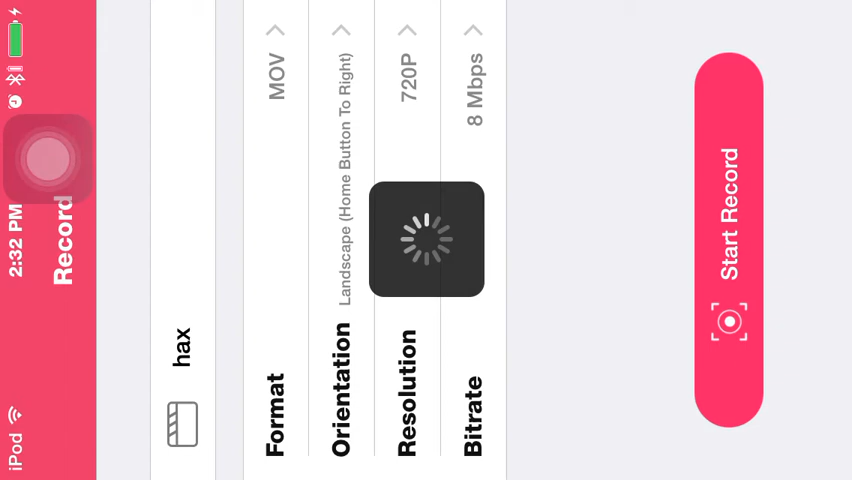 iPod 2:32 PM
Record
hax
Format MOV
Orientation Landscape (Home Button To Right)
Resolution 720P
Bitrate 8 Mbps
Start Record